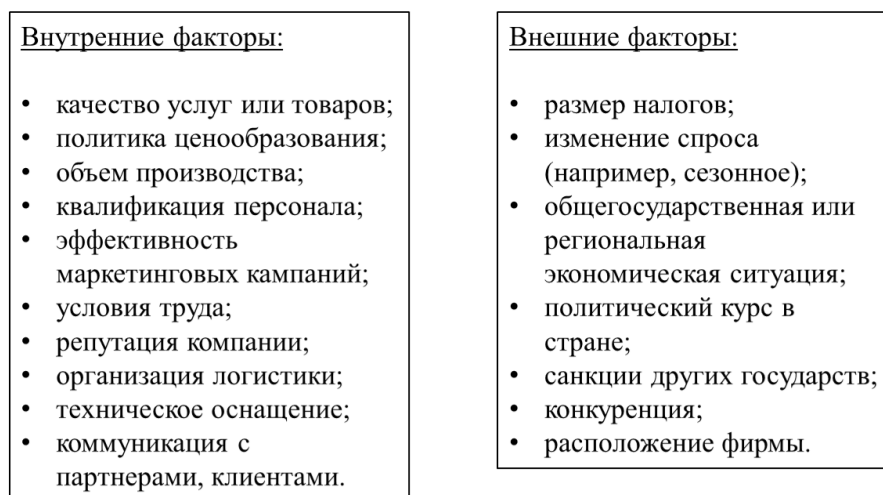 Внутренние факторы:
• качество услуг или товаров;
• политика ценообразования;
• объем производства;
• квалификация персонала;
• эффективность
маркетинговых кампаний;
• условия труда;
• репутация компании;
• организация логистики;
• техническое оснащение;
• коммуникация с
партнерами, клиентами.
Внешние факторы:
• размер налогов;
• изменение спроса
(например, сезонное);
• общегосударственная или
региональная
экономическая ситуация;
• политический курс в
стране;
• санкции других государств;
• конкуренция;
• расположение фирмы.